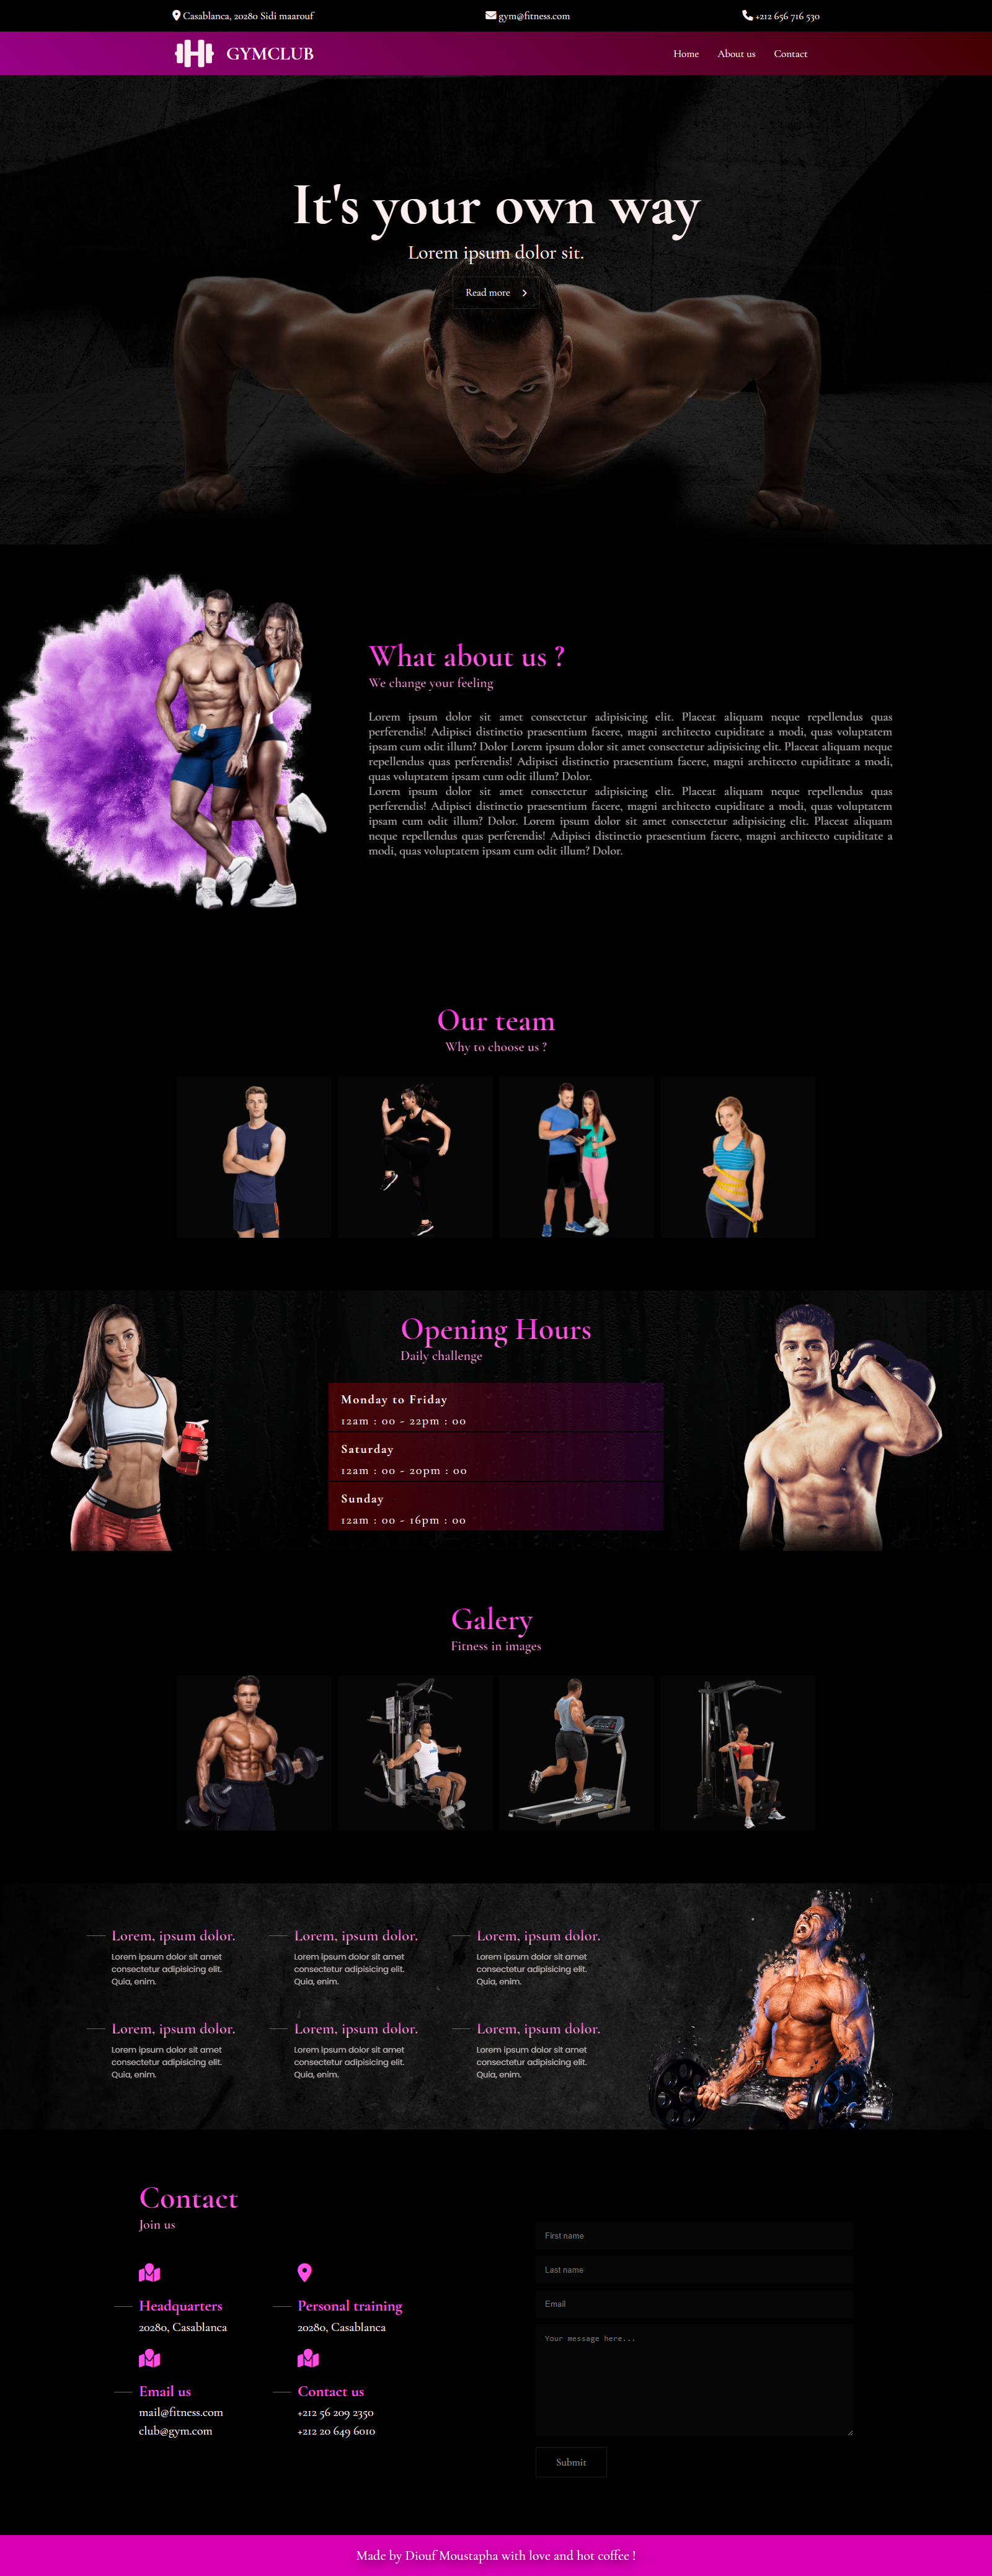 Casablanca, 20280 Sidi maarouf
gym@fitness.com
+212 656 716 530
GYMCLUB
Home
About us
Contact
It's your own way
Lorem ipsum dolor sit.
Read more
What about us ?
We change your feeling
Lorem ipsum dolor sit amet consectetur adipisicing elit. Placeat aliquam neque repellendus quas
perferendis! Adipisci distinctio praesentium facere, magni architecto cupiditate a modi, quas voluptatem
ipsam cum odit illum? Dolor Lorem ipsum dolor sit amet consectetur adipisicing elit. Placeat aliquam neque
repellendus quas perferendis! Adipisci distinctio praesentium facere, magni architecto cupiditate a modi,
quas voluptatem ipsam cum odit illum? Dolor.
Lorem ipsum dolor sit amet consectetur adipisicing elit. Placeat aliquam neque repellendus quas
perferendis! Adipisci distinctio praesentium facere, magni architecto cupiditate a modi, quas voluptatem
ipsam cum odit illum? Dolor. Lorem ipsum dolor sit amet consectetur adipisicing elit. Placeat aliquam
neque repellendus quas perferendis! Adipisci distinctio praesentium facere, magni architecto cupiditate a
modi, quas voluptatem ipsam cum odit illum? Dolor.
Our team
Why to choose us ?
Opening Hours
Daily challenge
Monday to Friday
12am : 00 - 22pm : 00
Saturday
12am : 00 - 20pm : 00
Sunday
12am : 00 - 16pm : 00
Galery
Fitness in images
Lorem, ipsum dolor.
Lorem ipsum dolor sit amet
consectetur adipisicing elit.
Quia, enim.
Lorem, ipsum dolor.
Lorem ipsum dolor sit amet
consectetur adipisicing elit.
Quia, enim.
Lorem, ipsum dolor.
Lorem ipsum dolor sit amet
consectetur adipisicing elit.
Quia, enim.
Lorem, ipsum dolor.
Lorem ipsum dolor sit amet
consectetur adipisicing elit.
Quia, enim.
Lorem, ipsum dolor.
Lorem ipsum dolor sit amet
consectetur adipisicing elit.
Quia, enim.
Lorem, ipsum dolor.
Lorem ipsum dolor sit amet
consectetur adipisicing elit.
Quia, enim.
Contact
Join us
Headquarters
20280, Casablanca
Personal training
20280, Casablanca
Email us
mail@fitness.com
club@gym.com
Contact us
+212 56 209 2350
+212 20 649 6010
First name
Last name
Email
Your message here...
Submit
Made by Diouf Moustapha with love and hot coffee !